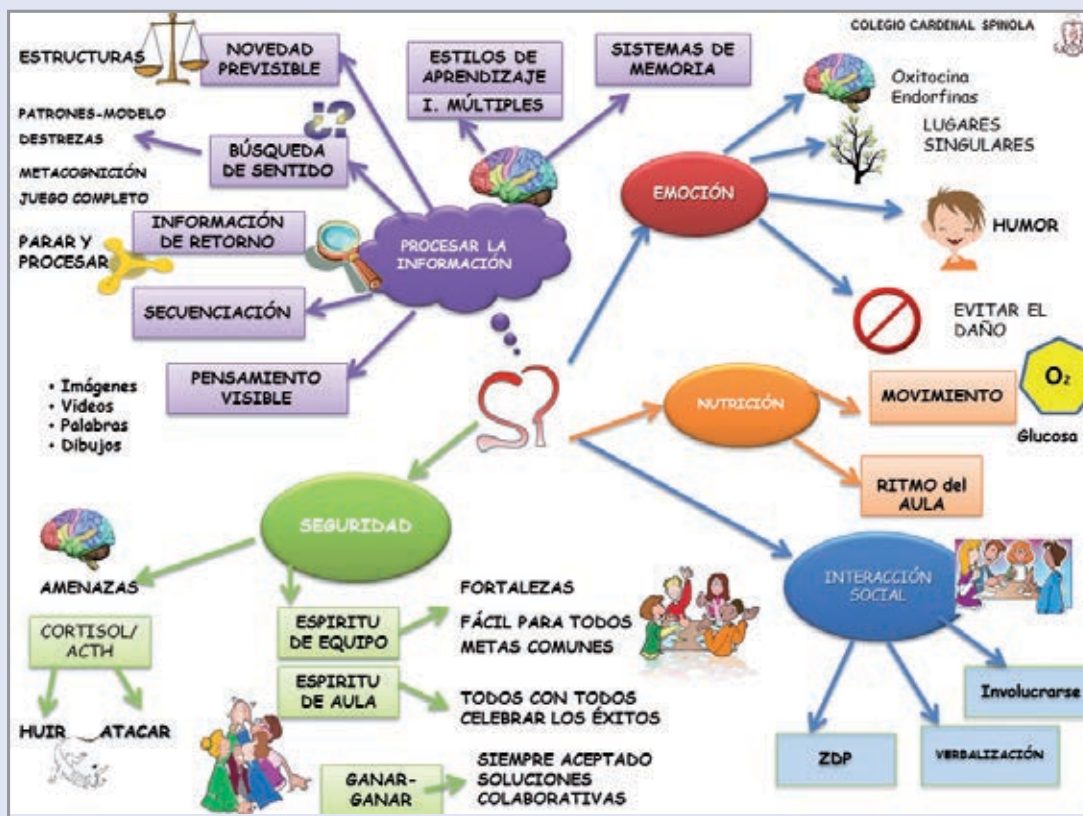 COLEGIO CARDENAL SPINOLA
ESTRUCTURAS
NOVEDAD
PREVISIBLE
ESTILOS DE
APRENDIZAJE
I. MÚLTIPLES
SISTEMAS DE
MEMORIA
Oxitocina
Endorfinas
PATRONES-MODELO
DESTREZAS
METACOGNICIÓN
JUEGO COMPLETO
¿?
BÚSQUEDA
DE SENTIDO
LUGARES
SINGULARES
EMOCIÓN
HUMOR
PARAR Y
PROCESAR
INFORMACIÓN
DE RETORNO
PROCESAR LA
INFORMACIÓN
SECUENCIACIÓN
EVITAR EL
DAÑO
PENSAMIENTO
VISIBLE
• Imágenes
• Videos
• Palabras
• Dibujos
NUTRICIÓN
MOVIMIENTO
O₂
Glucosa
RITMO del
AULA
SEGURIDAD
AMENAZAS
CORTISOL/
ACTH
HUIR
ATACAR
ESPIRITU
DE EQUIPO
FORTALEZAS
FÁCIL PARA TODOS
METAS COMUNES
ESPIRITU
DE AULA
TODOS CON TODOS
CELEBRAR LOS ÉXITOS
GANAR-
GANAR
SIEMPRE ACEPTADO
SOLUCIONES
COLABORATIVAS
INTERACCIÓN
SOCIAL
Involucrarse
ZDP
VERBALIZACIÓN